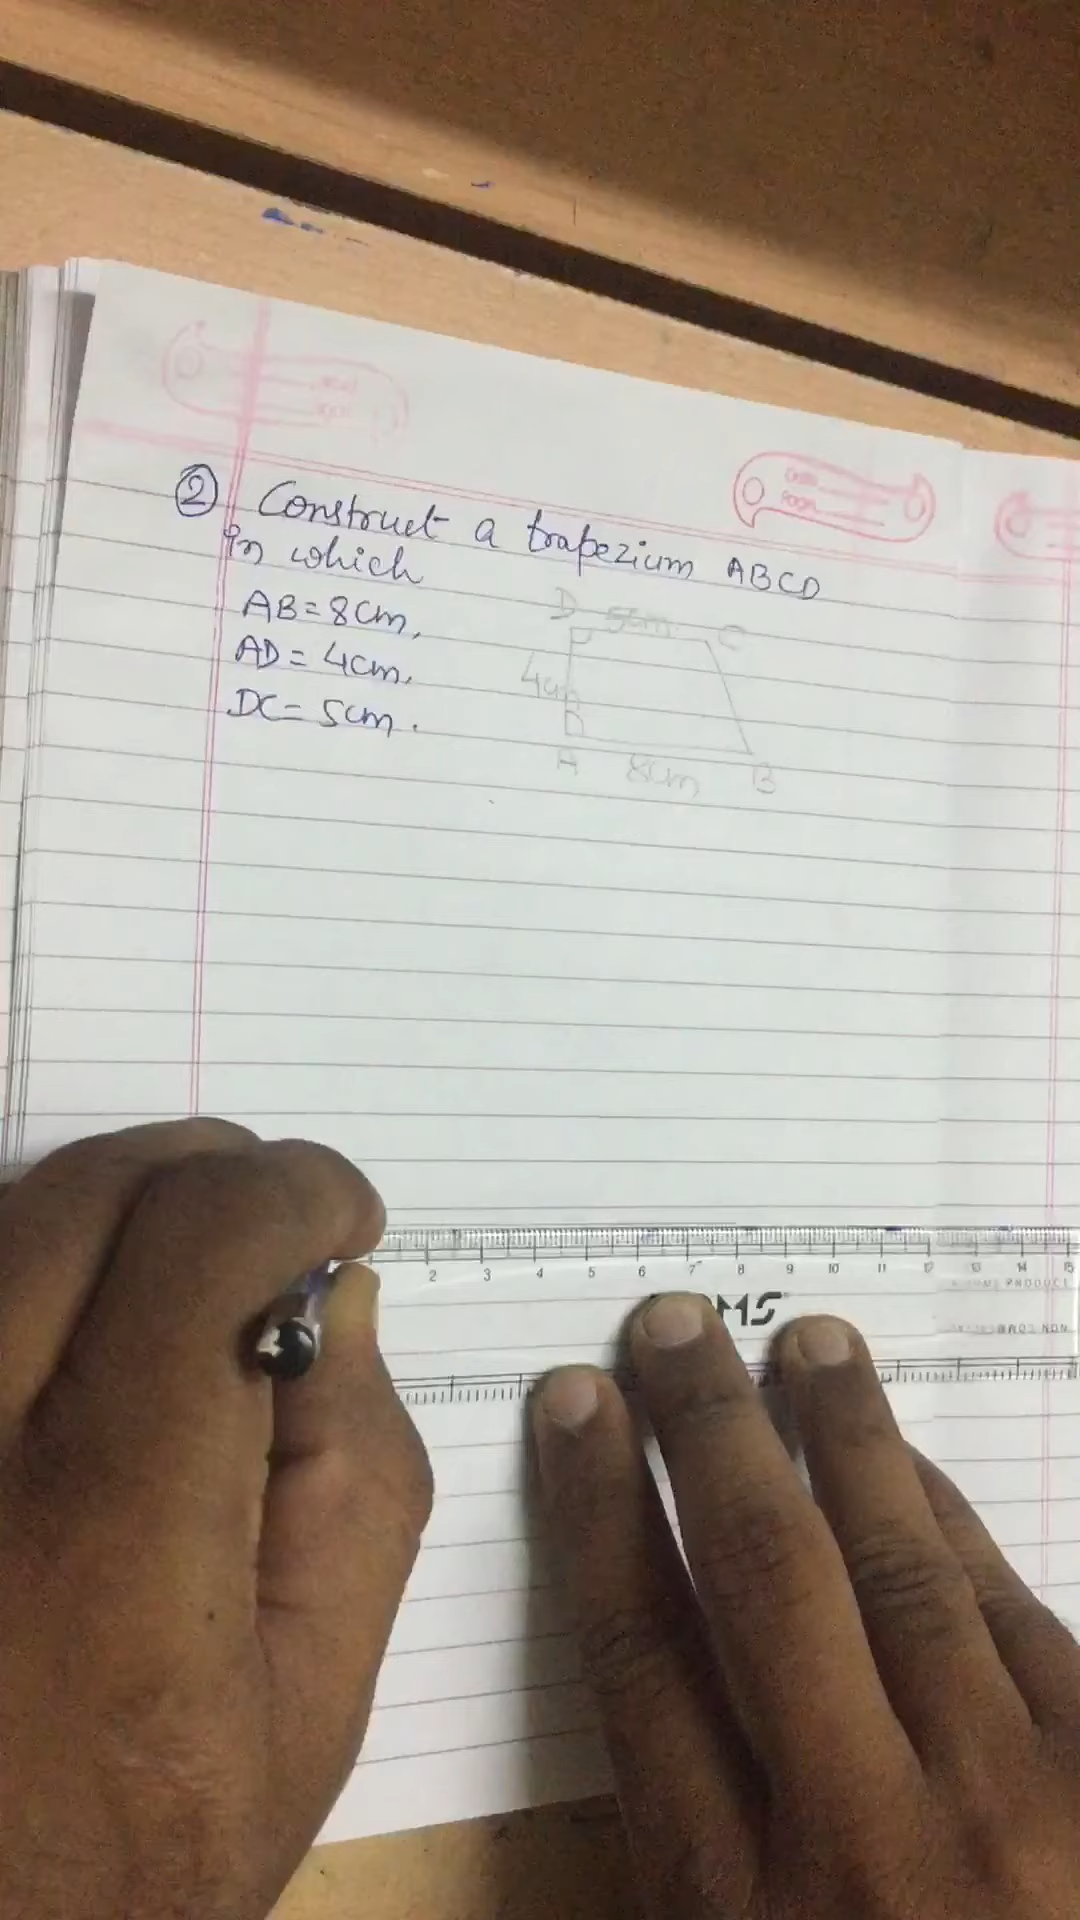 ② Construct a trapezium ABCD
in which
AB = 8cm,
AD = 4cm,
DC = 5cm.
D 5cm C
4cm
A 8cm B
2 3 4 5 6 7 8 9 10 11 12 13 14 15
PRODUCT